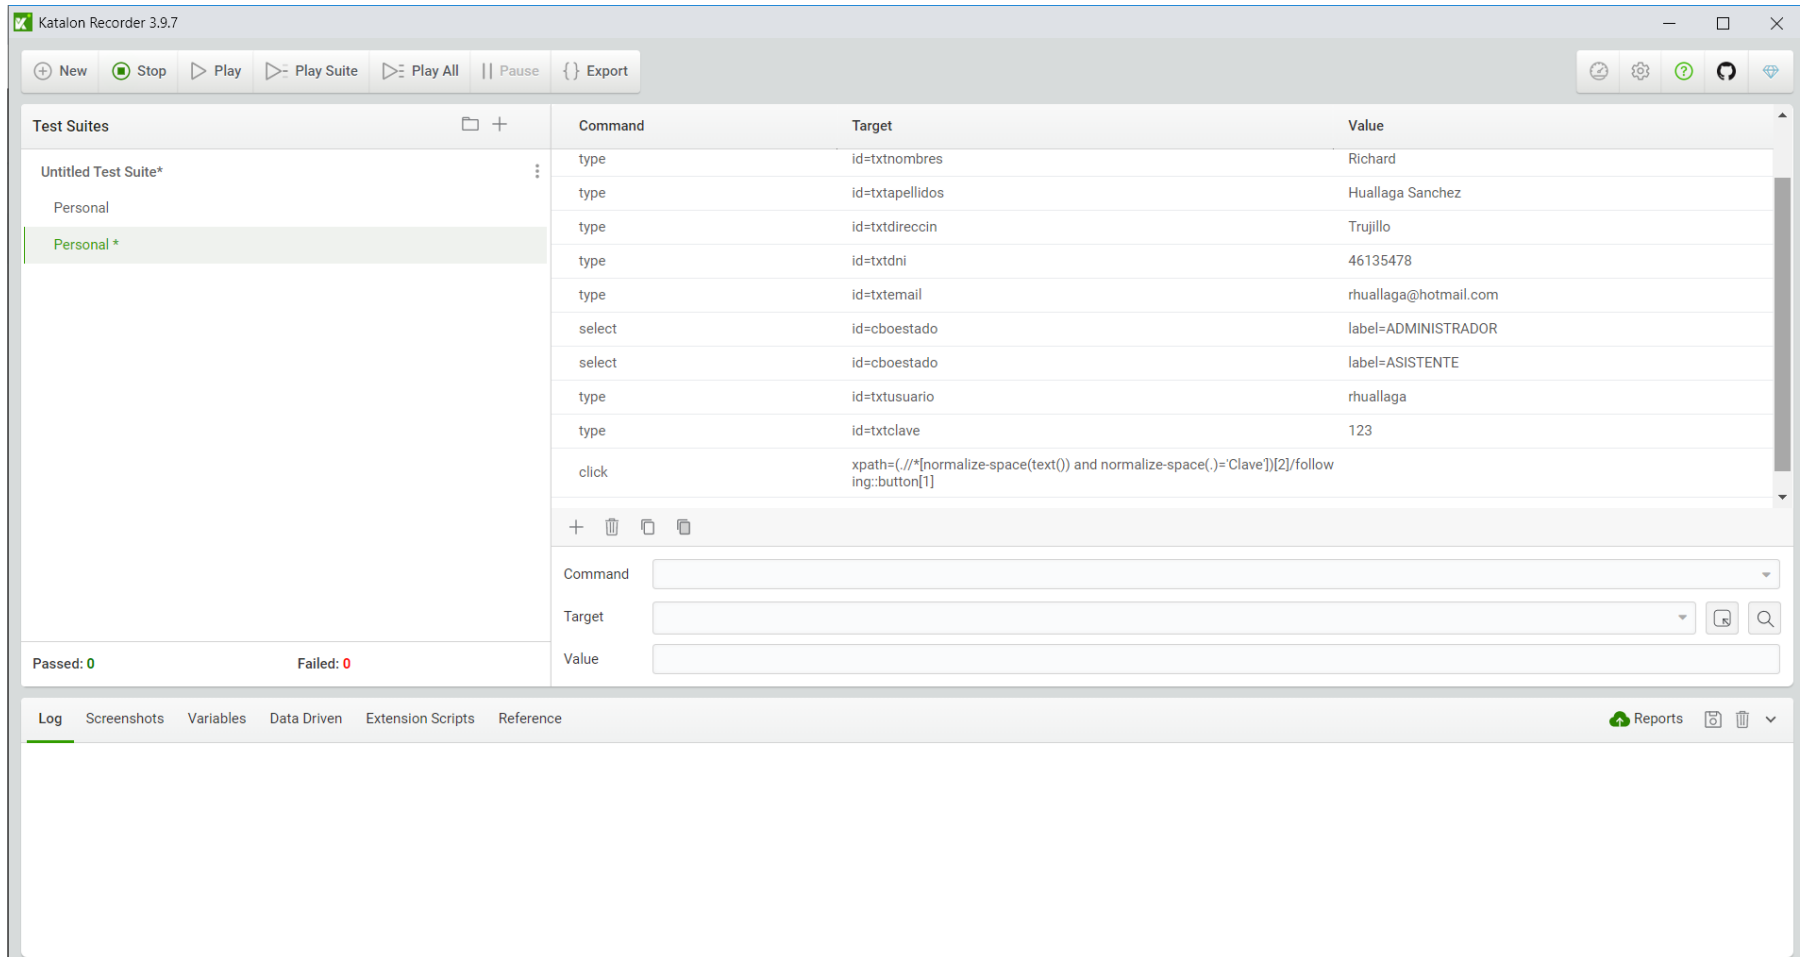 Katalon Recorder 3.9.7
New Stop Play Play Suite Play All Pause Export
Test Suites
Untitled Test Suite*
Personal
Personal *
Passed: 0 Failed: 0
Command Target Value
type id=txtnombres Richard
type id=txtapellidos Huallaga Sanchez
type id=txtdireccin Trujillo
type id=txtdni 46135478
type id=txtemail rhuallaga@hotmail.com
select id=cboestado label=ADMINISTRADOR
select id=cboestado label=ASISTENTE
type id=txtusuario rhuallaga
type id=txtclave 123
click xpath=(.//*[normalize-space(text()) and normalize-space(.)='Clave'])[2]/follow
ing::button[1]
Command
Target
Value
Log Screenshots Variables Data Driven Extension Scripts Reference Reports